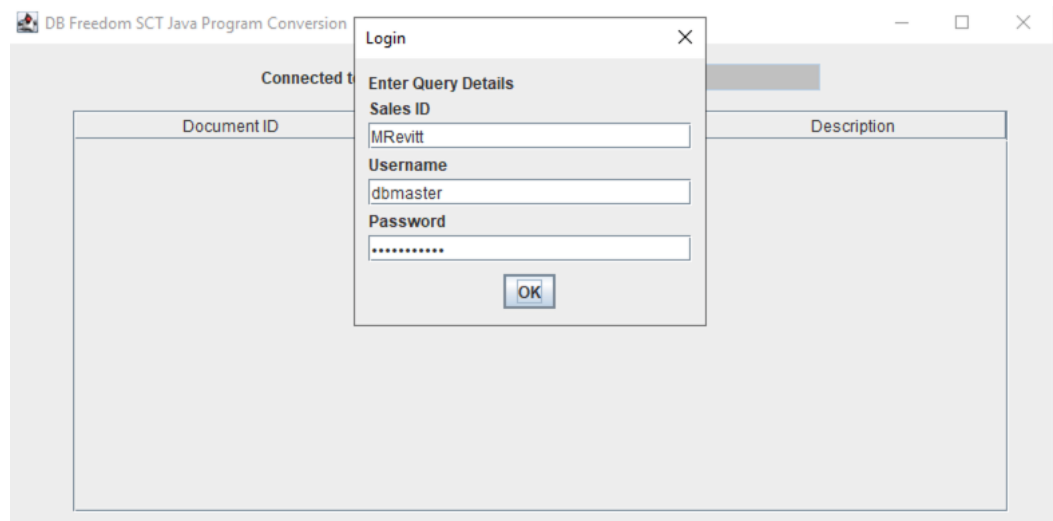 DB Freedom SCT Java Program Conversion
Login
Connected t
Enter Query Details
Sales ID
Document ID
Description
MRevitt
Username
dbmaster
Password
•••••••••••
OK